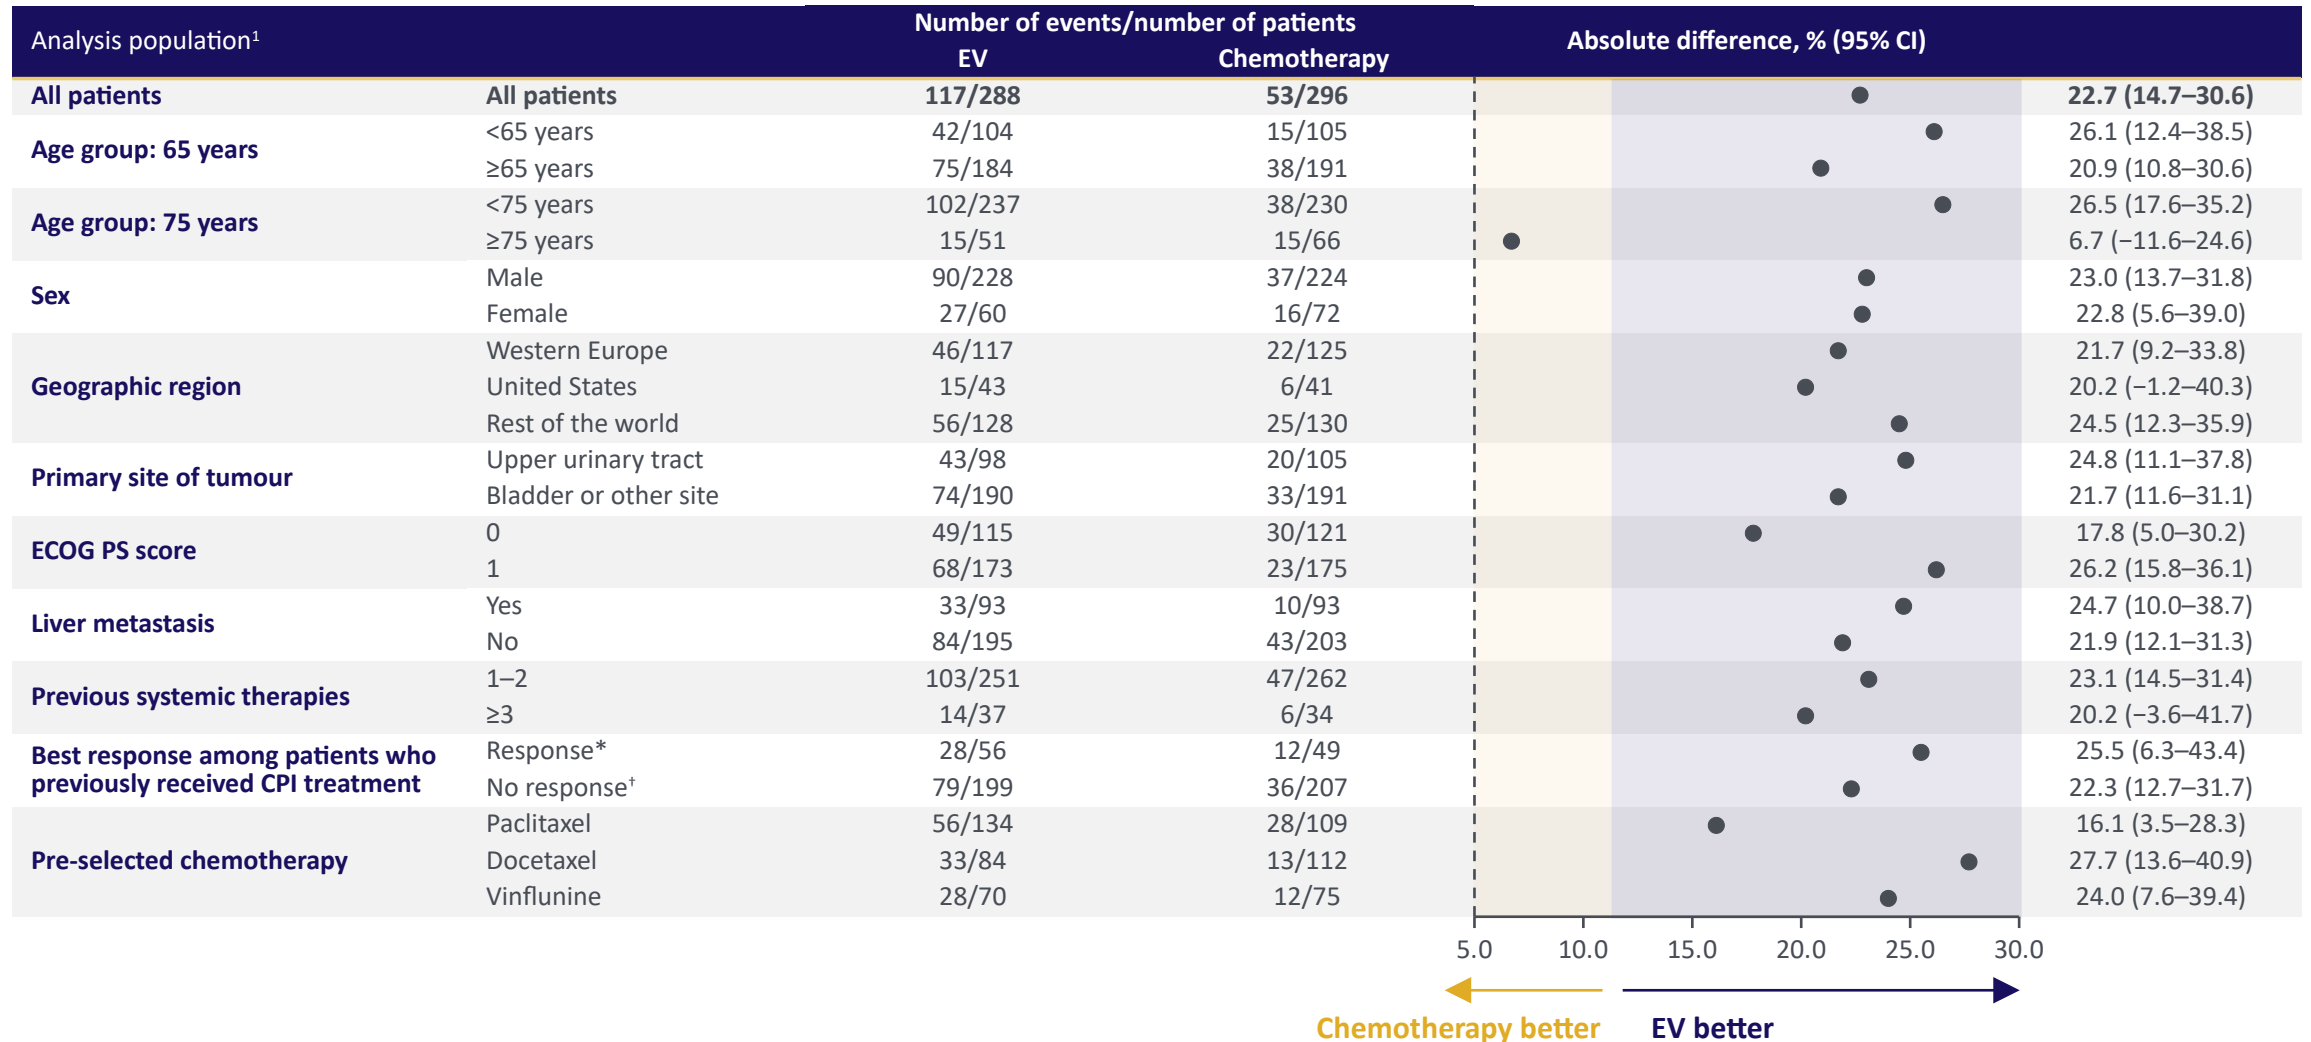 Analysis population¹
Number of events/number of patients
EV
Chemotherapy
Absolute difference, % (95% CI)
All patients All patients 117/288 53/296 22.7 (14.7–30.6)
Age group: 65 years
<65 years 42/104 15/105 26.1 (12.4–38.5)
≥65 years 75/184 38/191 20.9 (10.8–30.6)
Age group: 75 years
<75 years 102/237 38/230 26.5 (17.6–35.2)
≥75 years 15/51 15/66 6.7 (−11.6–24.6)
Sex
Male 90/228 37/224 23.0 (13.7–31.8)
Female 27/60 16/72 22.8 (5.6–39.0)
Geographic region
Western Europe 46/117 22/125 21.7 (9.2–33.8)
United States 15/43 6/41 20.2 (−1.2–40.3)
Rest of the world 56/128 25/130 24.5 (12.3–35.9)
Primary site of tumour
Upper urinary tract 43/98 20/105 24.8 (11.1–37.8)
Bladder or other site 74/190 33/191 21.7 (11.6–31.1)
ECOG PS score
0 49/115 30/121 17.8 (5.0–30.2)
1 68/173 23/175 26.2 (15.8–36.1)
Liver metastasis
Yes 33/93 10/93 24.7 (10.0–38.7)
No 84/195 43/203 21.9 (12.1–31.3)
Previous systemic therapies
1–2 103/251 47/262 23.1 (14.5–31.4)
≥3 14/37 6/34 20.2 (−3.6–41.7)
Best response among patients who
previously received CPI treatment
Response* 28/56 12/49 25.5 (6.3–43.4)
No response† 79/199 36/207 22.3 (12.7–31.7)
Pre-selected chemotherapy
Paclitaxel 56/134 28/109 16.1 (3.5–28.3)
Docetaxel 33/84 13/112 27.7 (13.6–40.9)
Vinflunine 28/70 12/75 24.0 (7.6–39.4)
5.0 10.0 15.0 20.0 25.0 30.0
Chemotherapy better EV better